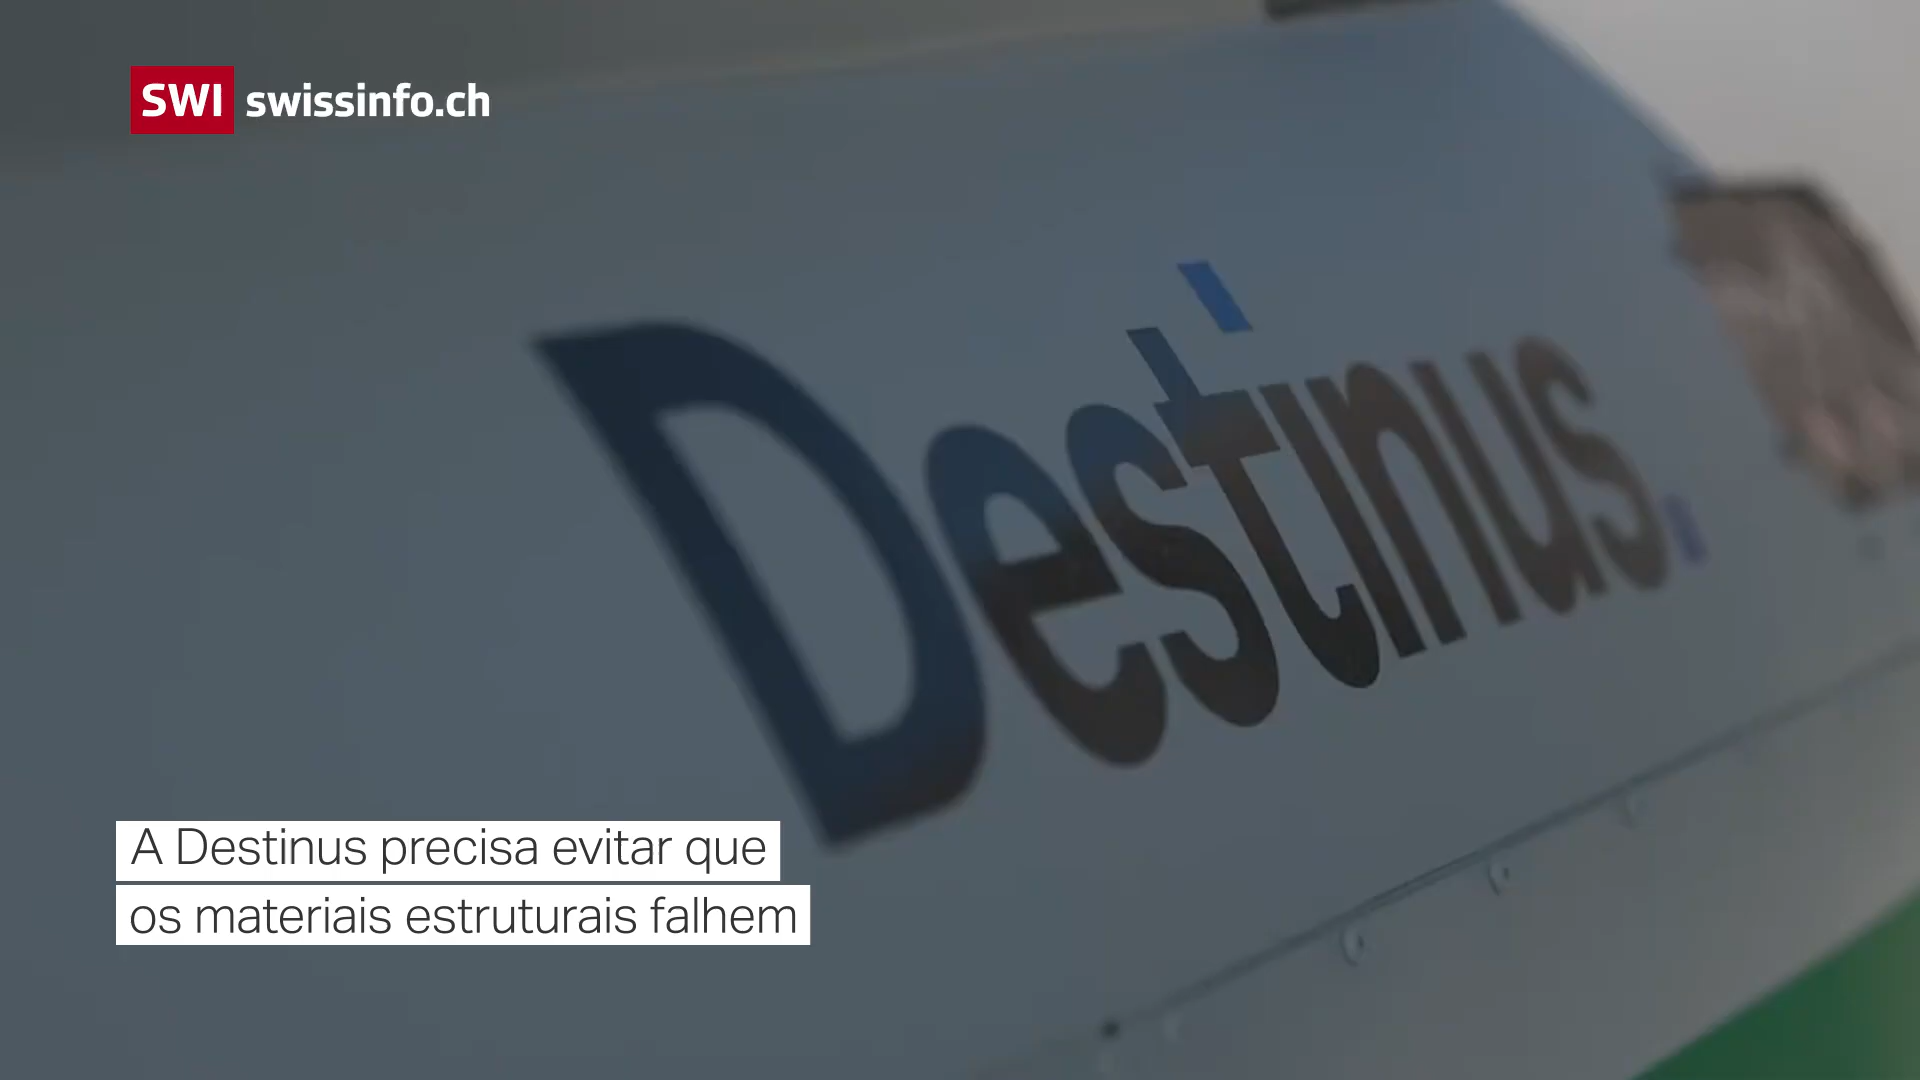 SWI swissinfo.ch
Destinus.
A Destinus precisa evitar que
os materiais estruturais falhem